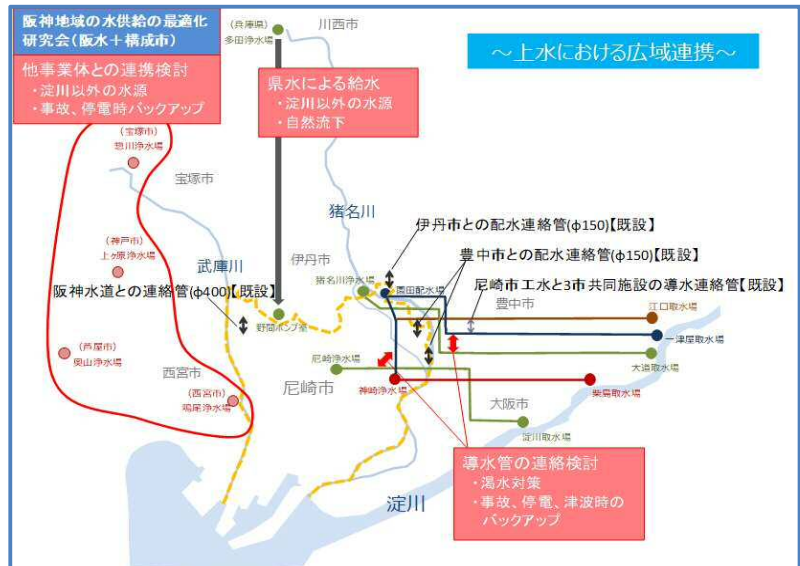 阪神地域の水供給の最適化
研究会（阪水＋構成市）
他事業体との連携検討
・淀川以外の水源
・事故、停電時バックアップ
（兵庫県）
多田浄水場
川西市
～上水における広域連携～
県水による給水
・淀川以外の水源
・自然流下
（宝塚市）
惣川浄水場
宝塚市
猪名川
伊丹市との配水連絡管(φ150)【既設】
（神戸市）
上ヶ原浄水場
武庫川
伊丹市
豊中市との配水連絡管(φ150)【既設】
猪名川浄水場
園田配水場
尼崎市工水と3市共同施設の導水連絡管【既設】
阪神水道との連絡管(φ400)【既設】
豊中市
江口取水場
野間ポンプ室
一津屋取水場
（芦屋市）
奥山浄水場
西宮市
尼崎浄水場
大道取水場
尼崎市
神崎浄水場
柴島取水場
（西宮市）
鳴尾浄水場
大阪市
淀川取水場
導水管の連絡検討
・渇水対策
・事故、停電、津波時の
バックアップ
淀川